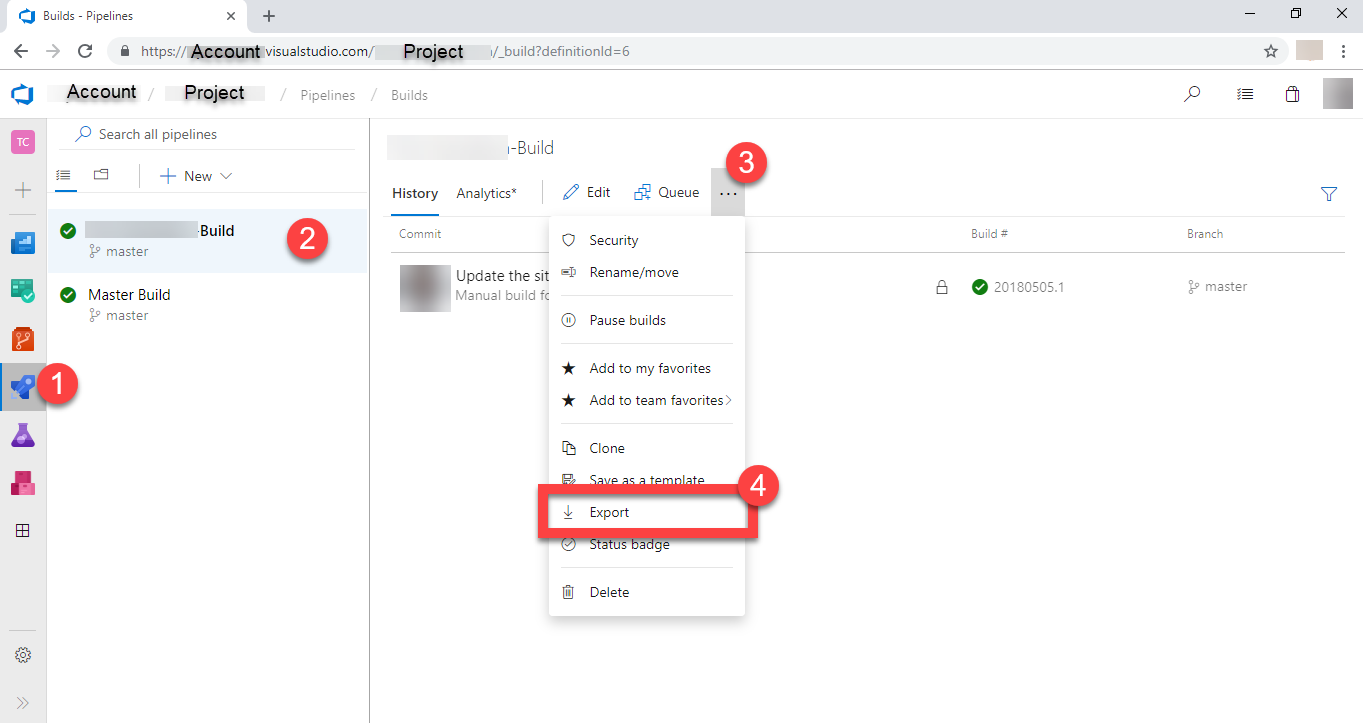 Builds - Pipelines
https:// Account visualstudio.com/ Project /_build?definitionId=6
Account / Project / Pipelines / Builds
TC
Search all pipelines
New
-Build
master
Master Build
master
1
2
-Build
3
History Analytics* Edit Queue ...
Commit Build # Branch
Update the sit
Manual build fo
20180505.1 master
Security
Rename/move
Pause builds
Add to my favorites
Add to team favorites
Clone
Save as a template
4
Export
Status badge
Delete